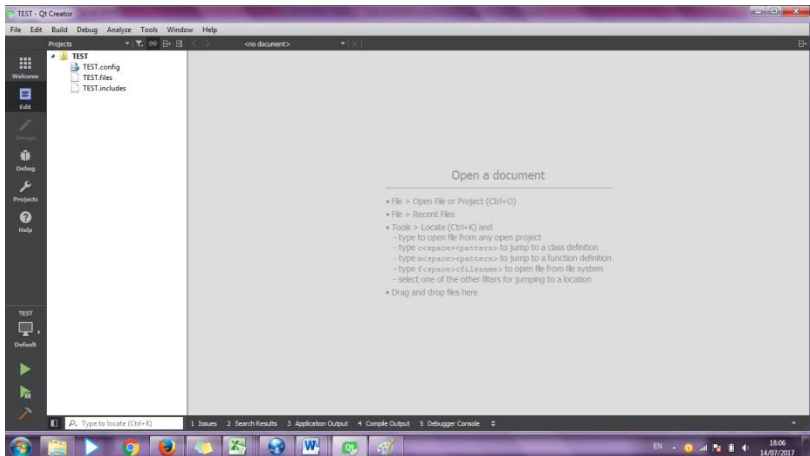 TEST - Qt Creator
File Edit Build Debug Analyze Tools Window Help
Projects
<no document>
TEST
TEST.config
TEST.files
TEST.includes
Welcome
Edit
Design
Debug
Projects
Help
Open a document
• File > Open File or Project (Ctrl+O)
• File > Recent Files
• Tools > Locate (Ctrl+K) and
- type to open file from any open project
- type c<space><pattern> to jump to a class definition
- type m<space><pattern> to jump to a function definition
- type f<space><filename> to open file from file system
- select one of the other filters for jumping to a location
• Drag and drop files here
TEST
Default
Type to locate (Ctrl+K)
1 Issues 2 Search Results 3 Application Output 4 Compile Output 5 Debugger Console
EN
18:06
14/07/2017